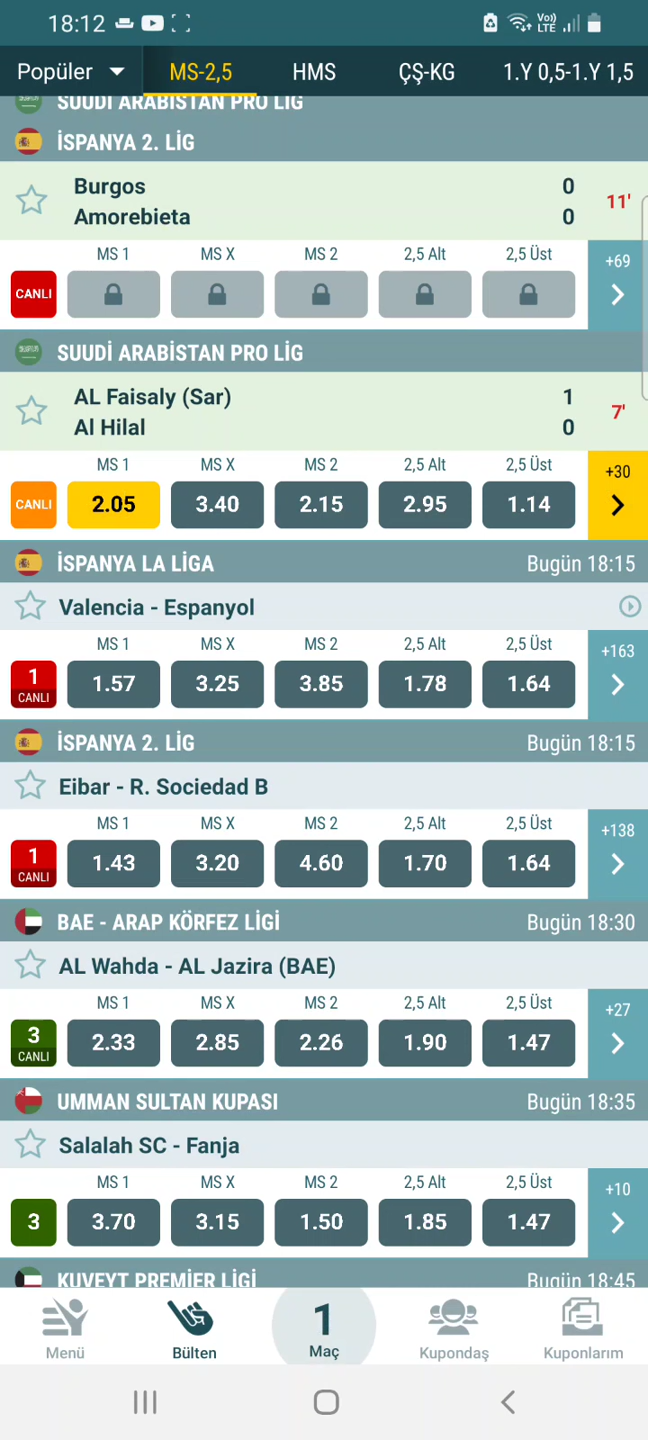 18:12 Vo) LTE
Popüler MS-2,5 HMS ÇŞ-KG 1.Y 0,5-1.Y 1,5
SUUDİ ARABİSTAN PRO LİG
İSPANYA 2. LİG
Burgos 0 11'
Amorebieta 0
MS 1 MS X MS 2 2,5 Alt 2,5 Üst +69
CANLI
SUUDİ ARABİSTAN PRO LİG
AL Faisaly (Sar) 1 7'
Al Hilal 0
MS 1 MS X MS 2 2,5 Alt 2,5 Üst +30
CANLI 2.05 3.40 2.15 2.95 1.14
İSPANYA LA LİGA Bugün 18:15
Valencia - Espanyol
MS 1 MS X MS 2 2,5 Alt 2,5 Üst +163
1 CANLI 1.57 3.25 3.85 1.78 1.64
İSPANYA 2. LİG Bugün 18:15
Eibar - R. Sociedad B
MS 1 MS X MS 2 2,5 Alt 2,5 Üst +138
1 CANLI 1.43 3.20 4.60 1.70 1.64
BAE - ARAP KÖRFEZ LİGİ Bugün 18:30
AL Wahda - AL Jazira (BAE)
MS 1 MS X MS 2 2,5 Alt 2,5 Üst +27
3 CANLI 2.33 2.85 2.26 1.90 1.47
UMMAN SULTAN KUPASI Bugün 18:35
Salalah SC - Fanja
MS 1 MS X MS 2 2,5 Alt 2,5 Üst +10
3 3.70 3.15 1.50 1.85 1.47
KUVEYT PREMİER LİGİ Bugün 18:45
1
Menü Bülten Maç Kupondaş Kuponlarım